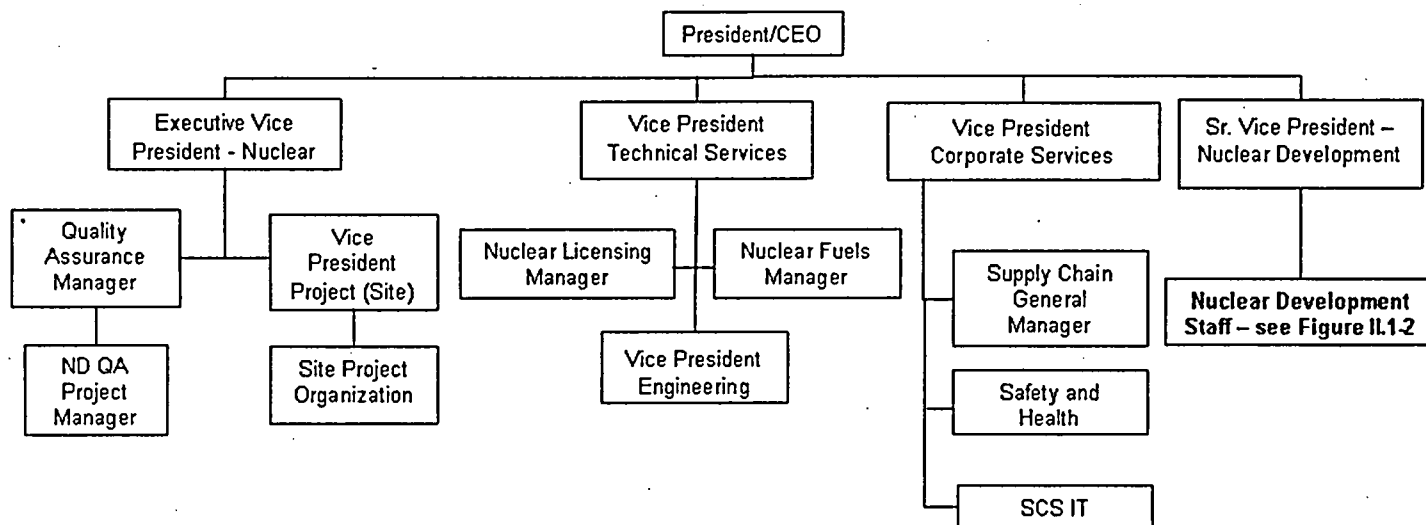 President/CEO
Executive Vice
President - Nuclear
Vice President
Technical Services
Vice President
Corporate Services
Sr. Vice President –
Nuclear Development
Quality
Assurance
Manager
Vice
President
Project (Site)
Nuclear Licensing
Manager
Nuclear Fuels
Manager
Supply Chain
General
Manager
Nuclear Development
Staff – see Figure II.1-2
ND QA
Project
Manager
Site Project
Organization
Vice President
Engineering
Safety and
Health
SCS IT